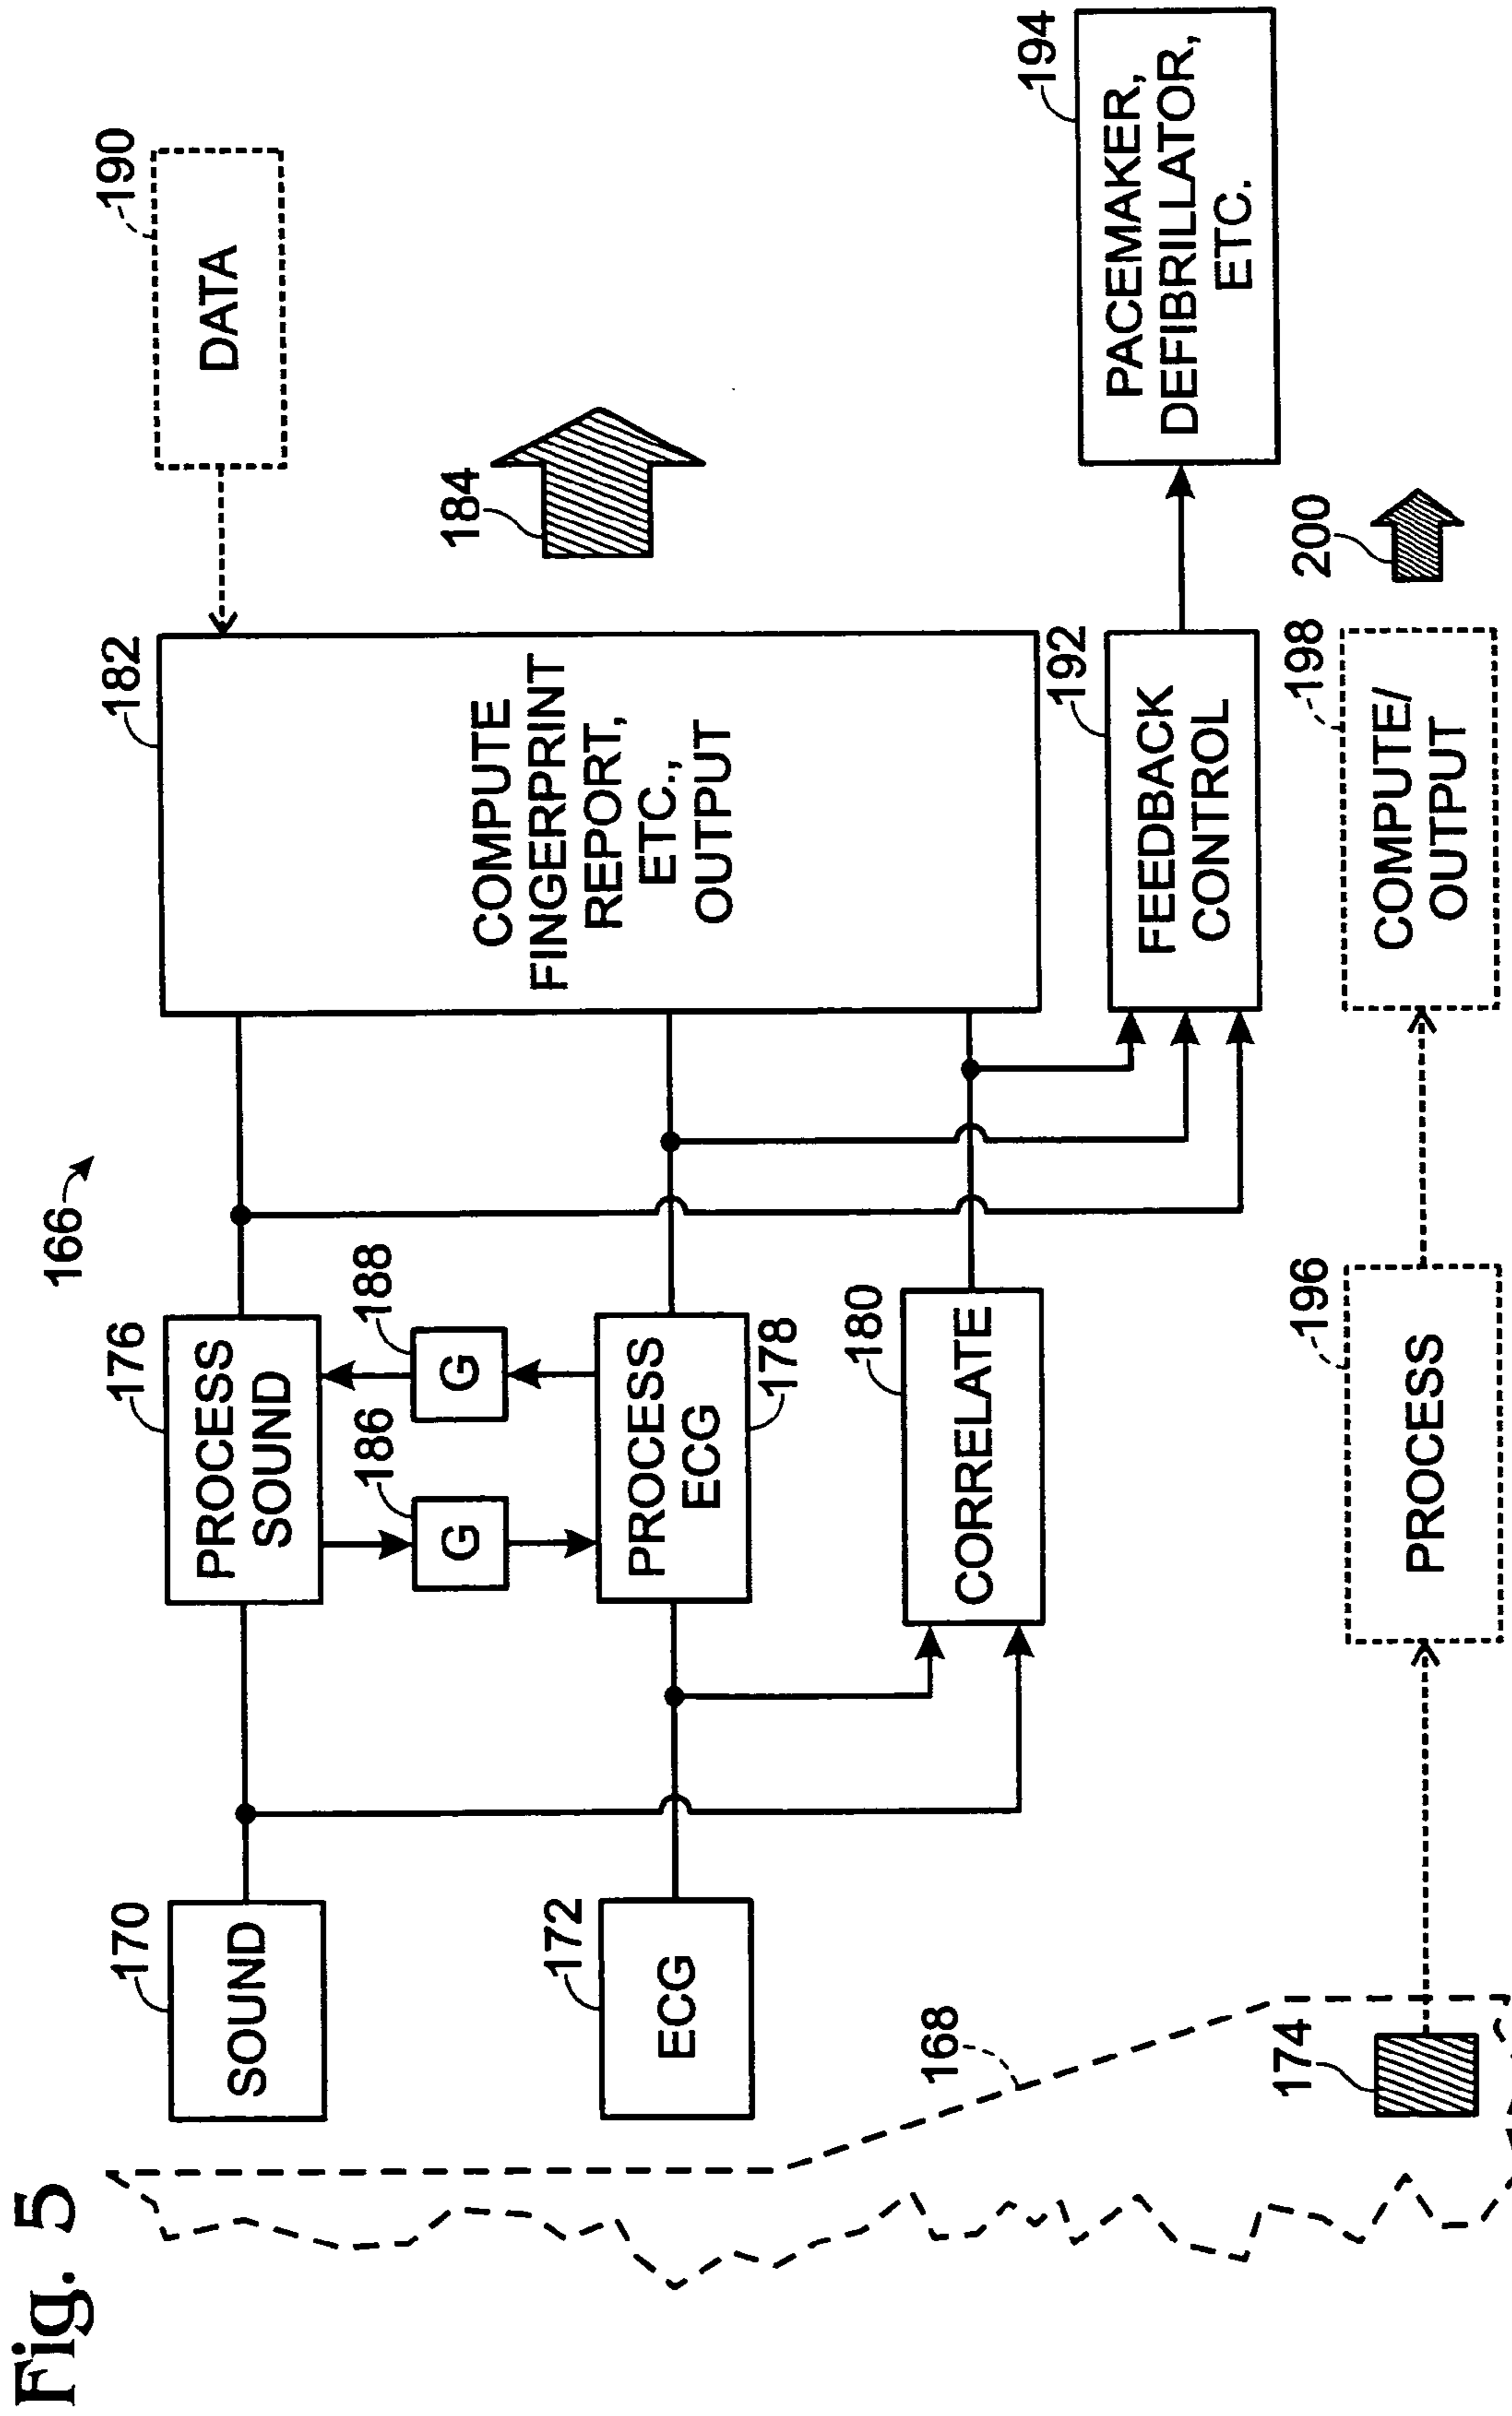 Fig. 5
166
170
SOUND
176
PROCESS
SOUND
182
COMPUTE
FINGERPRINT
REPORT,
ETC.,
OUTPUT
190
DATA
184
186
G
188
G
172
ECG
PROCESS
ECG
178
180
CORRELATE
192
FEEDBACK
CONTROL
194
PACEMAKER,
DEFIBRILLATOR,
ETC.
168
174
196
PROCESS
198
COMPUTE/
OUTPUT
200